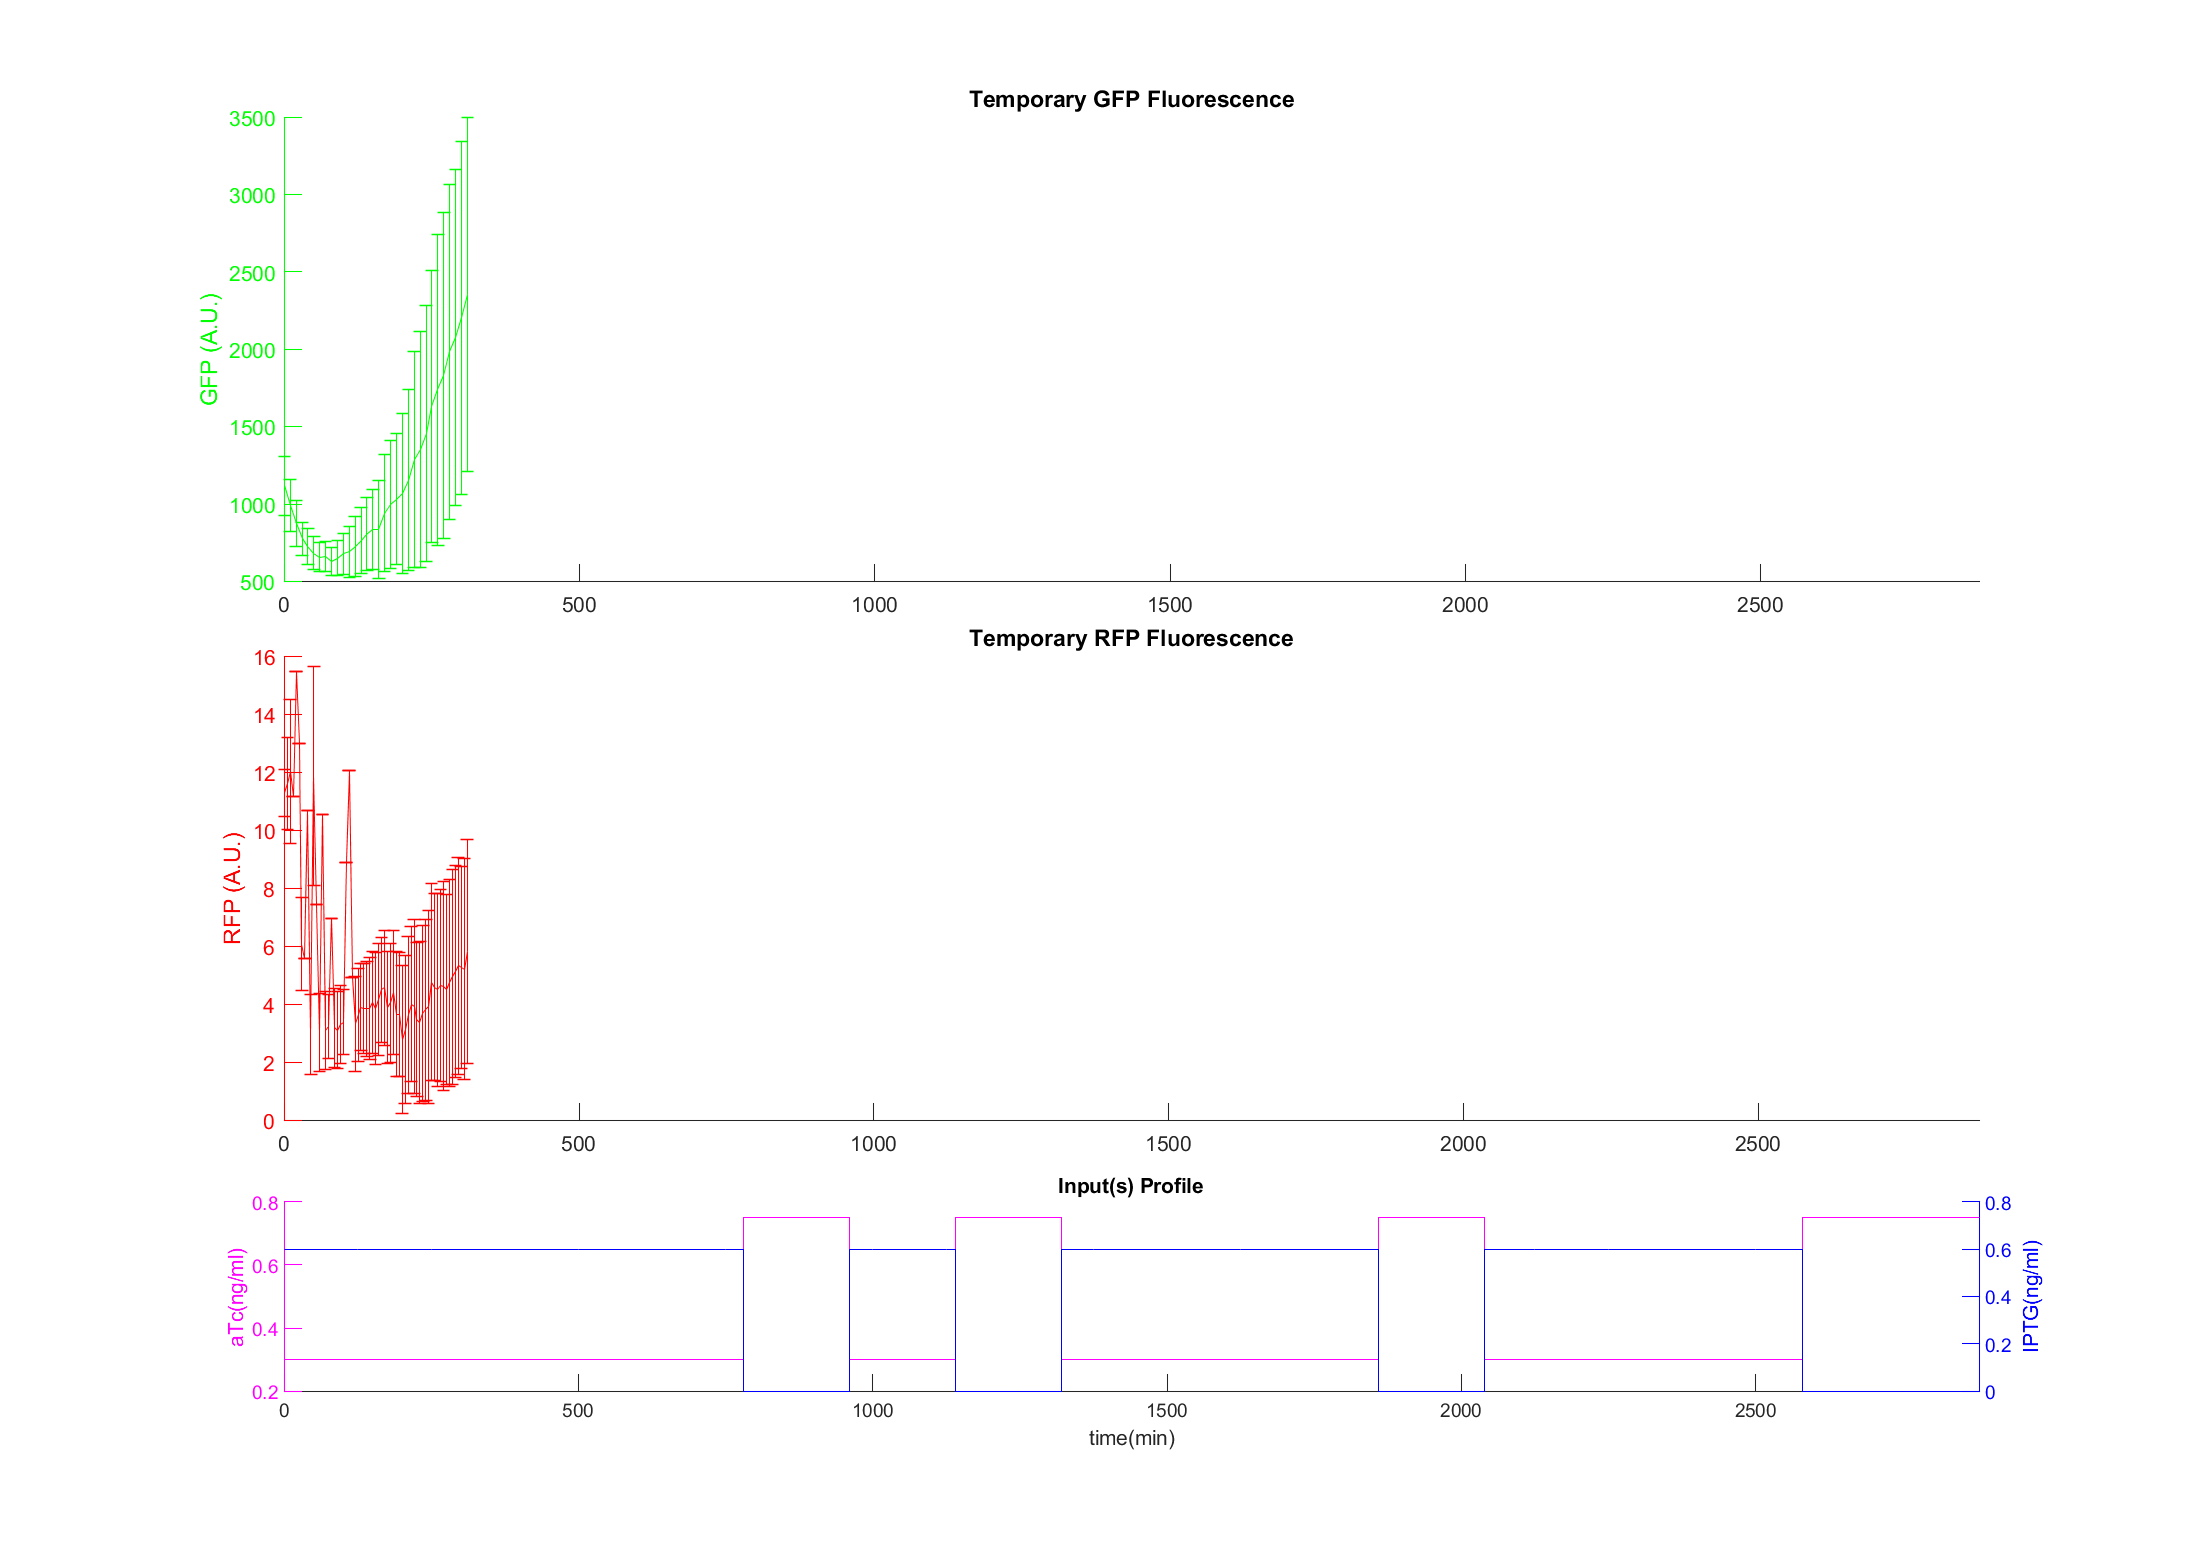 Temporary GFP Fluorescence
3500
3000
2500
2000
1500
1000
500
GFP (A.U.)
0 500 1000 1500 2000 2500
Temporary RFP Fluorescence
16
14
12
10
8
6
4
2
0
RFP (A.U.)
0 500 1000 1500 2000 2500
Input(s) Profile
0.8
0.6
0.4
0.2
aTc(ng/ml)
0.8
0.6
0.4
0.2
0
IPTG(ng/ml)
0 500 1000 1500 2000 2500
time(min)